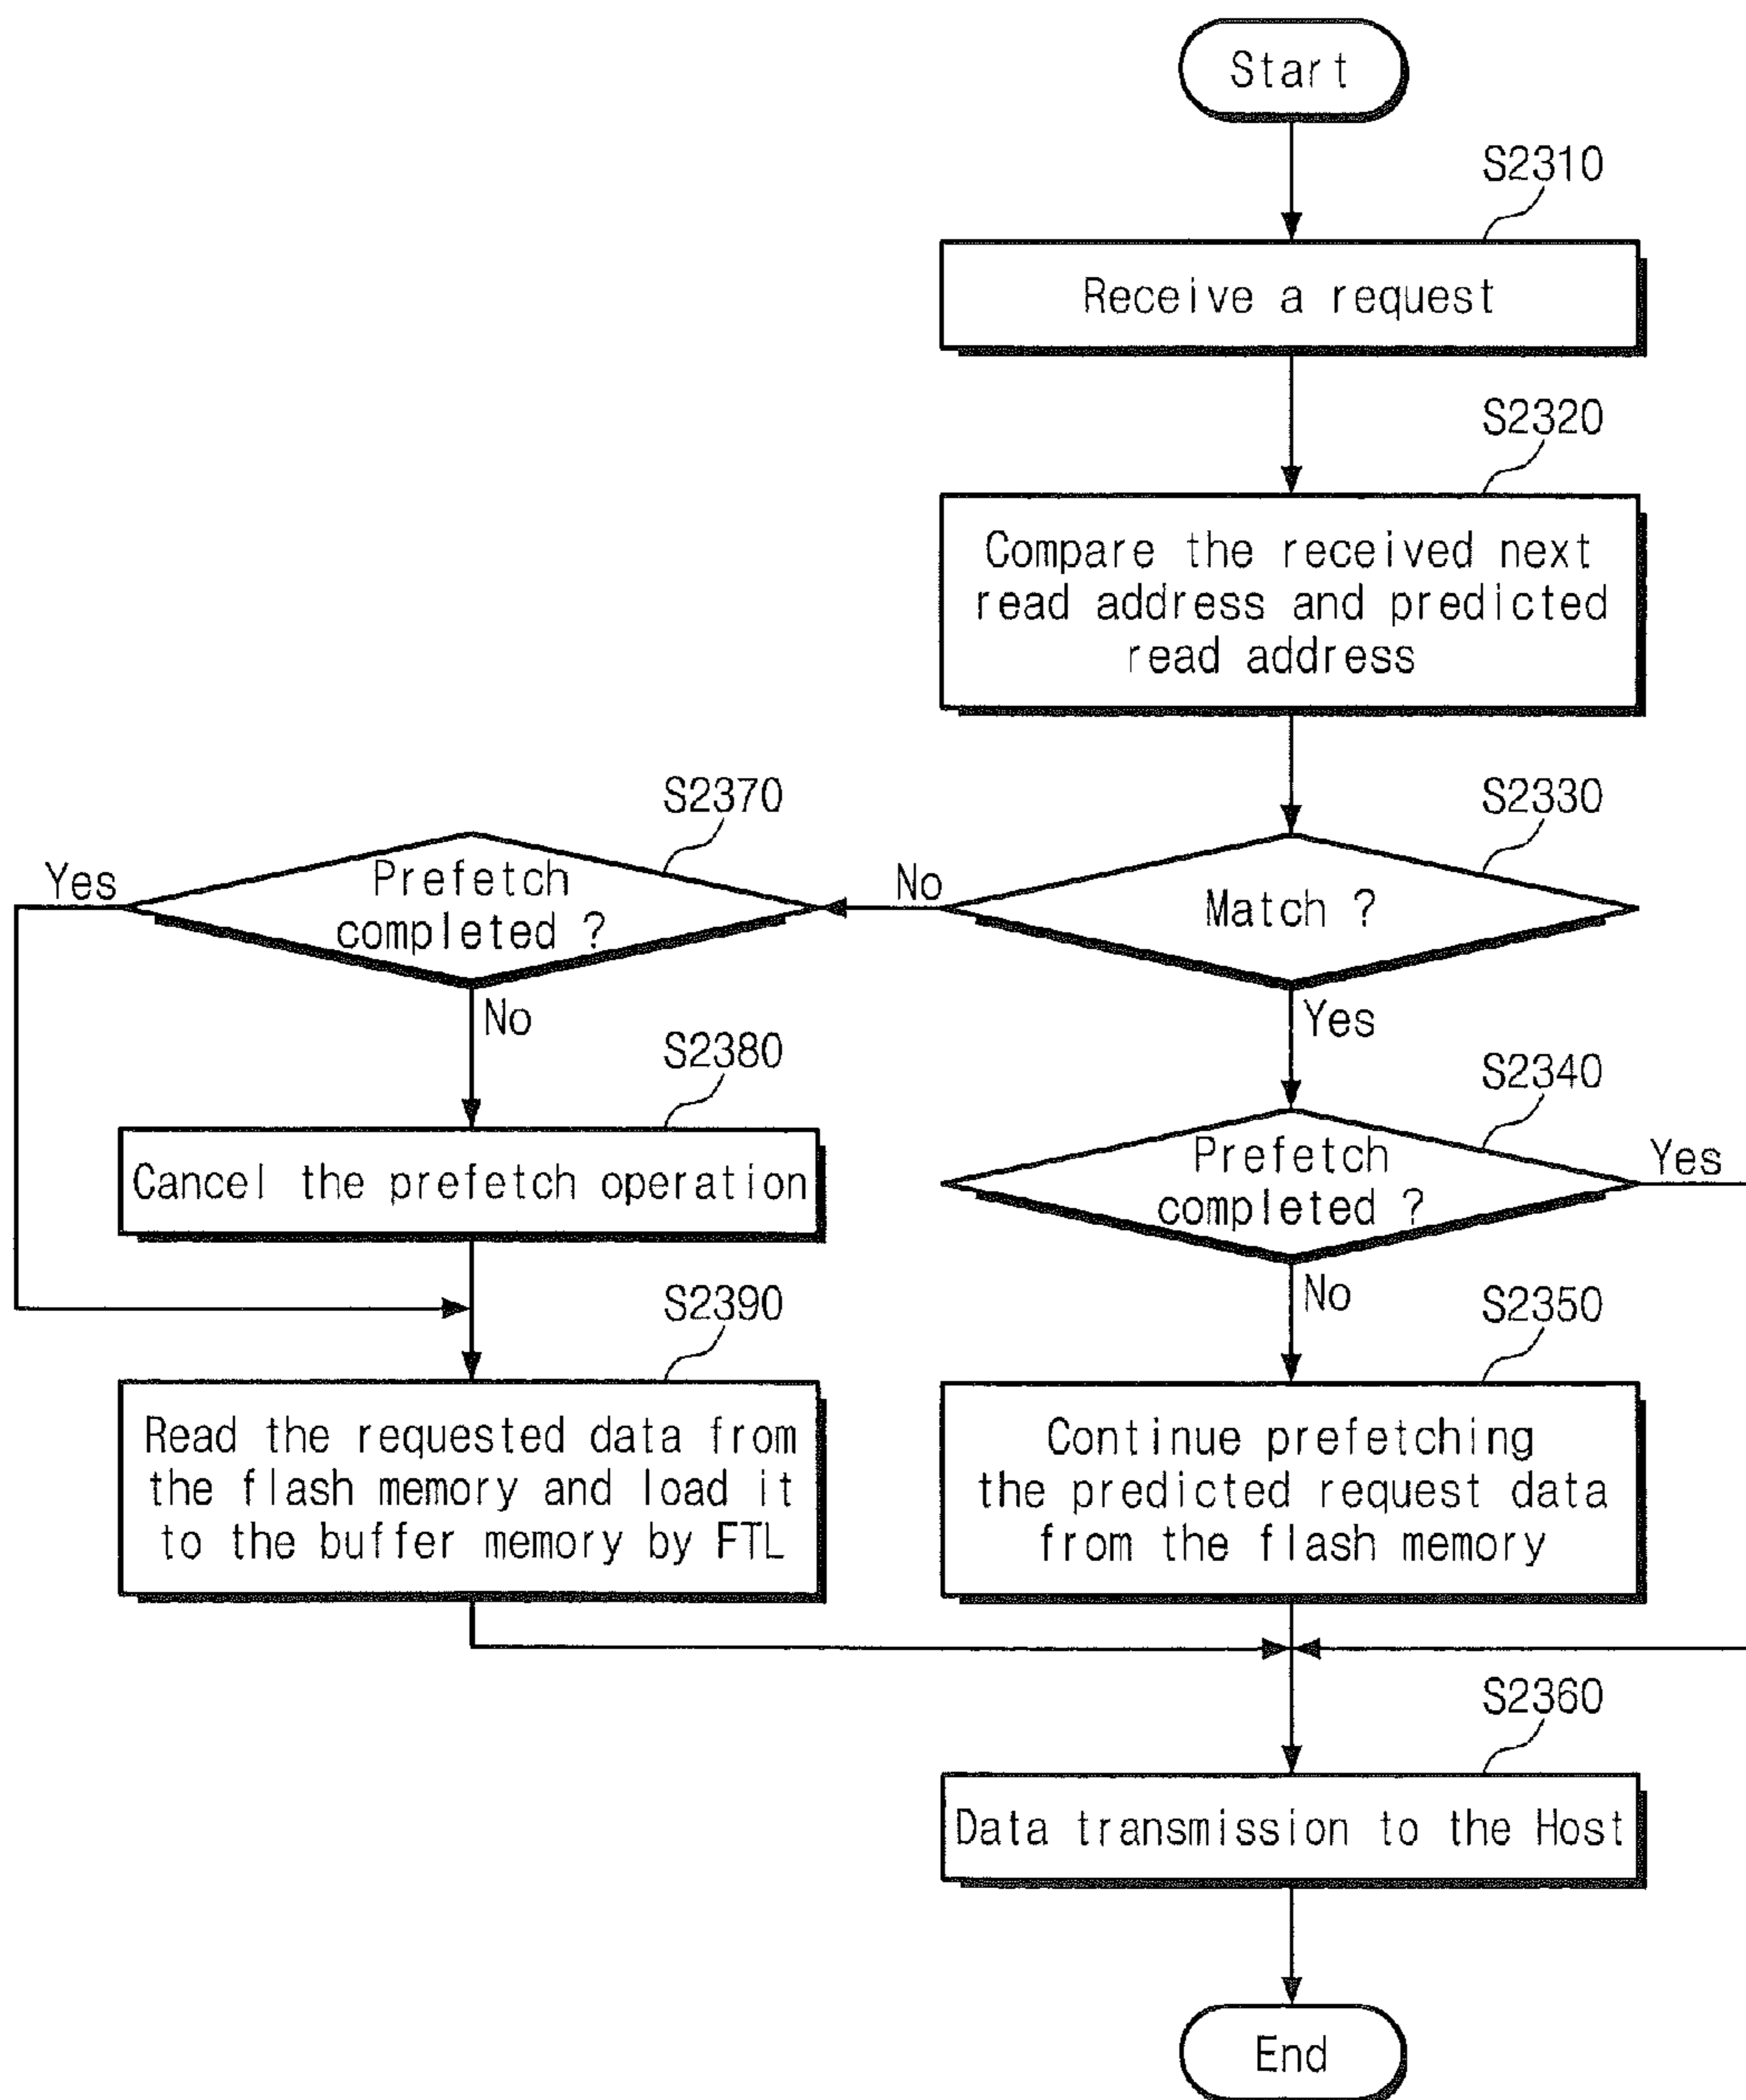 Start
S2310
Receive a request
S2320
Compare the received next
read address and predicted
read address
S2330
Match ?
No
Yes
S2370
Prefetch
completed ?
Yes
No
S2380
Cancel the prefetch operation
S2390
Read the requested data from
the flash memory and load it
to the buffer memory by FTL
S2340
Prefetch
completed ?
Yes
No
S2350
Continue prefetching
the predicted request data
from the flash memory
S2360
Data transmission to the Host
End